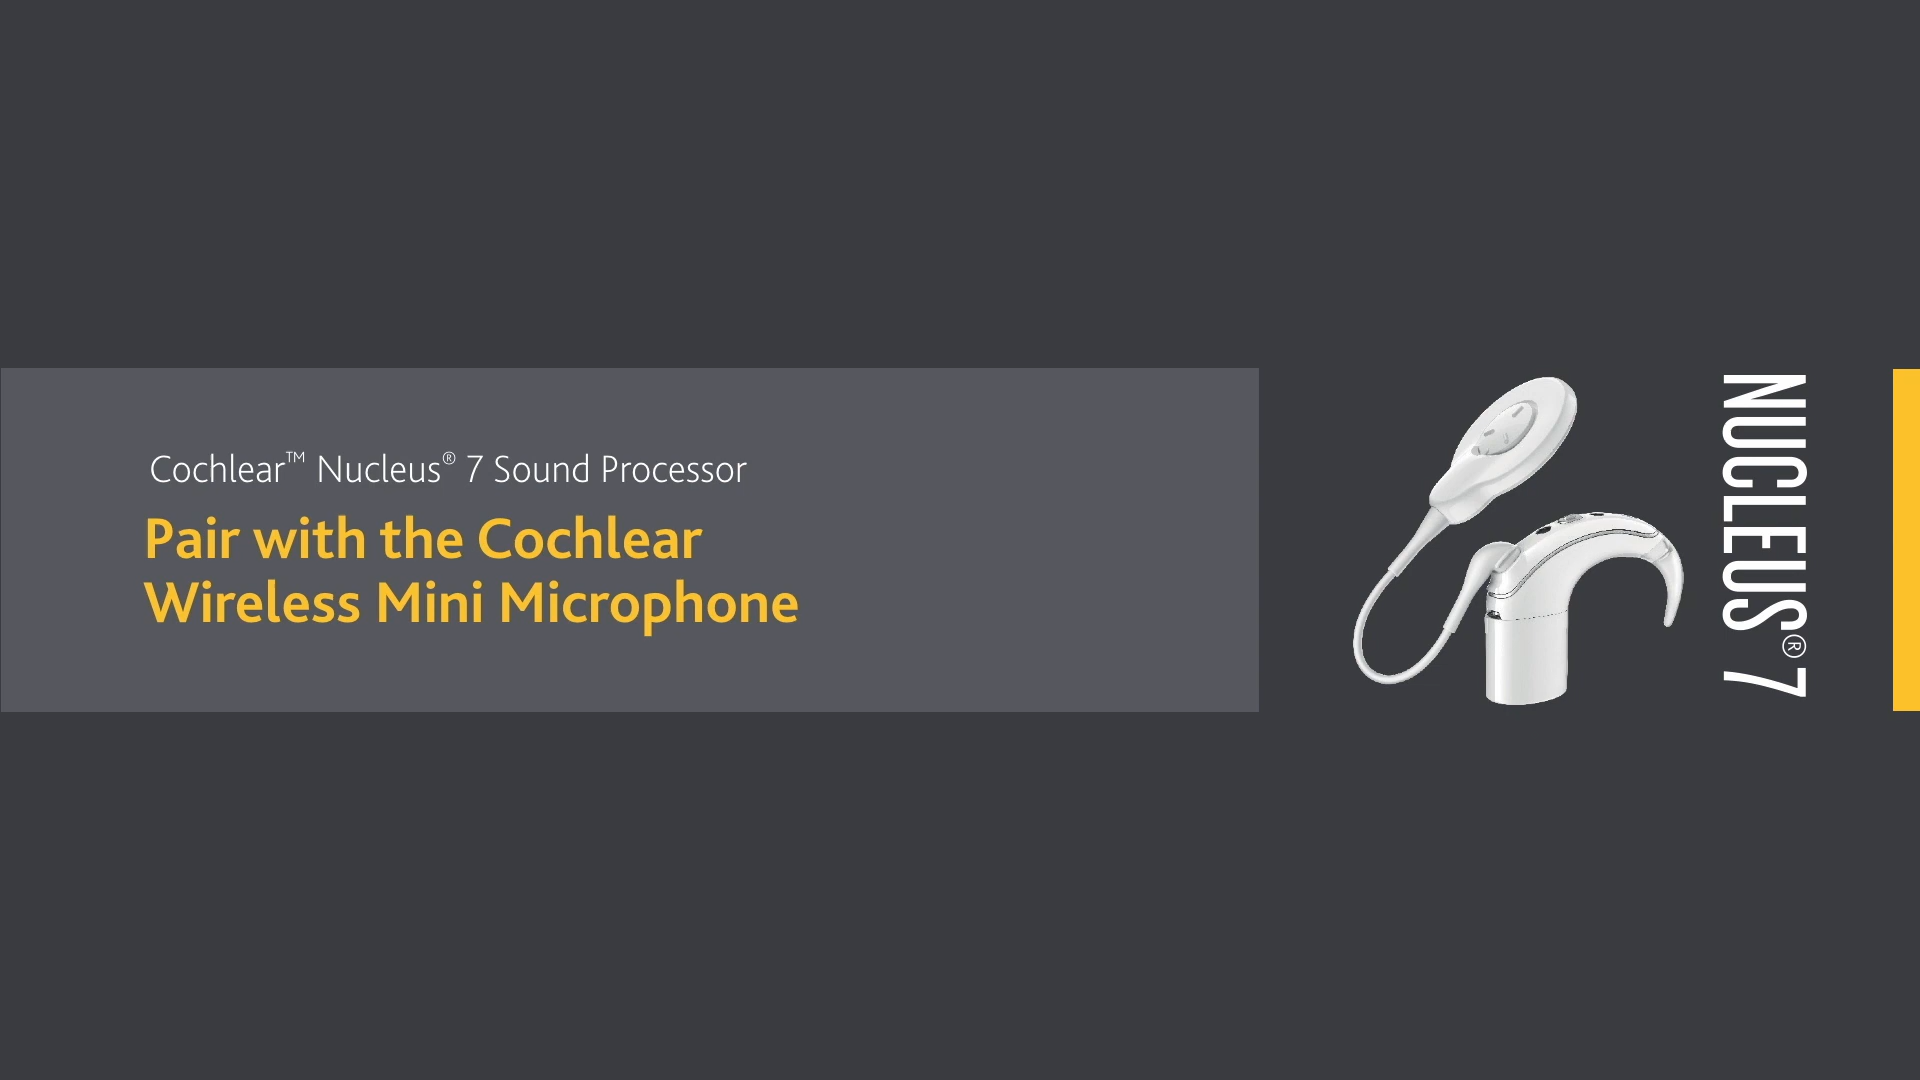 Cochlear™ Nucleus® 7 Sound Processor
Pair with the Cochlear
Wireless Mini Microphone
NUCLEUS® 7